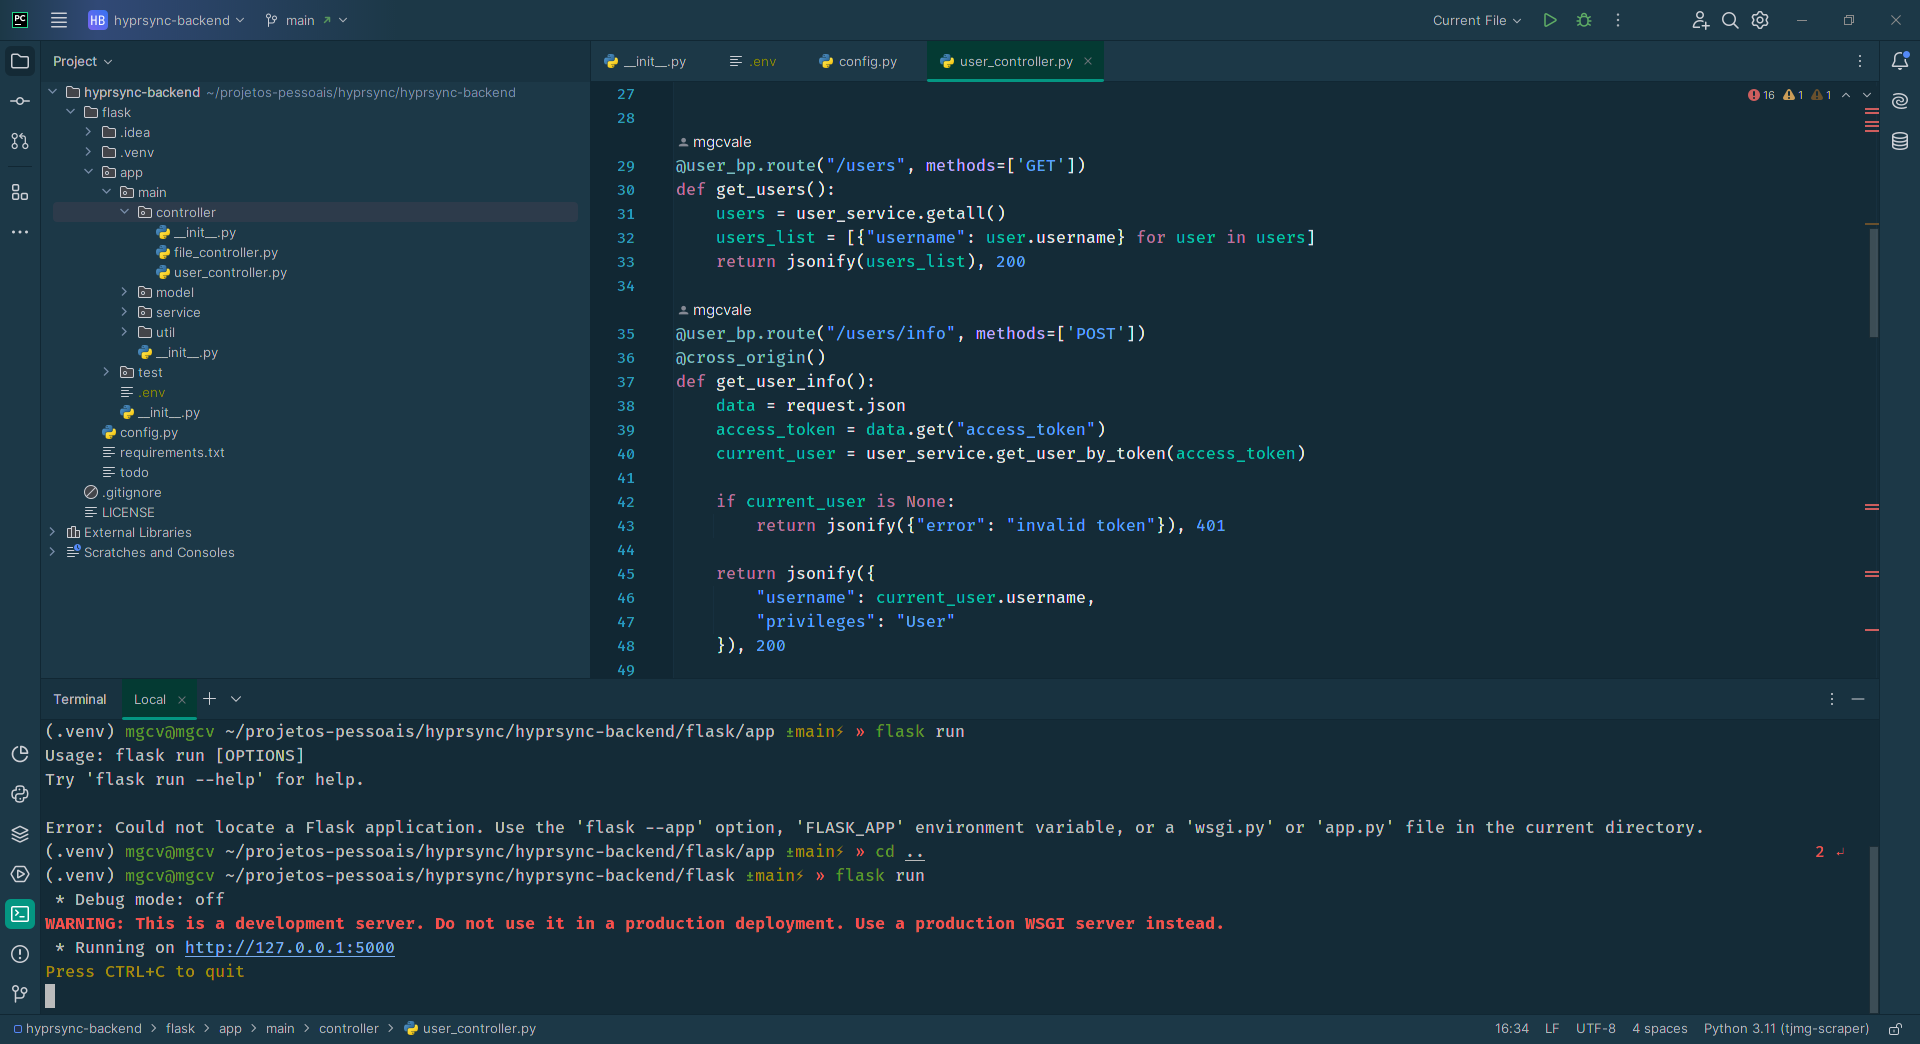 PC
HB hyprsync-backend
main
Current File
Project
hyprsync-backend ~/projetos-pessoais/hyprsync/hyprsync-backend
flask
.idea
.venv
app
main
controller
__init__.py
file_controller.py
user_controller.py
model
service
util
__init__.py
test
.env
__init__.py
config.py
requirements.txt
todo
.gitignore
LICENSE
External Libraries
Scratches and Consoles
__init__.py
.env
config.py
user_controller.py
16 1 1
27
28
mgcvale
29 @user_bp.route("/users", methods=['GET'])
30 def get_users():
31 users = user_service.getall()
32 users_list = [{"username": user.username} for user in users]
33 return jsonify(users_list), 200
34
mgcvale
35 @user_bp.route("/users/info", methods=['POST'])
36 @cross_origin()
37 def get_user_info():
38 data = request.json
39 access_token = data.get("access_token")
40 current_user = user_service.get_user_by_token(access_token)
41
42 if current_user is None:
43 return jsonify({"error": "invalid token"}), 401
44
45 return jsonify({
46 "username": current_user.username,
47 "privileges": "User"
48 }), 200
49
Terminal
Local
(.venv) mgcv@mgcv ~/projetos-pessoais/hyprsync/hyprsync-backend/flask/app ±main⚡ » flask run
Usage: flask run [OPTIONS]
Try 'flask run --help' for help.
Error: Could not locate a Flask application. Use the 'flask --app' option, 'FLASK_APP' environment variable, or a 'wsgi.py' or 'app.py' file in the current directory.
(.venv) mgcv@mgcv ~/projetos-pessoais/hyprsync/hyprsync-backend/flask/app ±main⚡ » cd .. 2 ↵
(.venv) mgcv@mgcv ~/projetos-pessoais/hyprsync/hyprsync-backend/flask ±main⚡ » flask run
* Debug mode: off
WARNING: This is a development server. Do not use it in a production deployment. Use a production WSGI server instead.
* Running on http://127.0.0.1:5000
Press CTRL+C to quit
hyprsync-backend > flask > app > main > controller > user_controller.py
16:34 LF UTF-8 4 spaces Python 3.11 (tjmg-scraper)